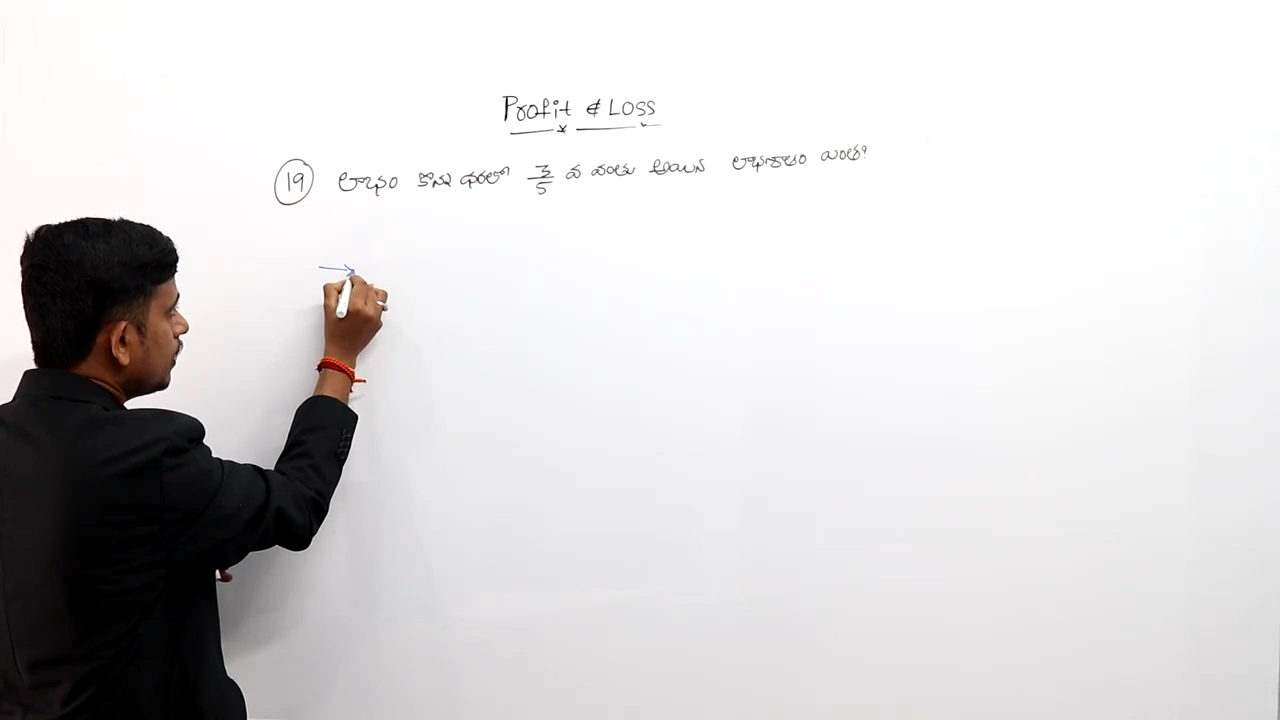 Profit & Loss
19 లాభం కొన్న ధరలో 3/5 వ వంతు అయిన లాభశాతం ఎంత?